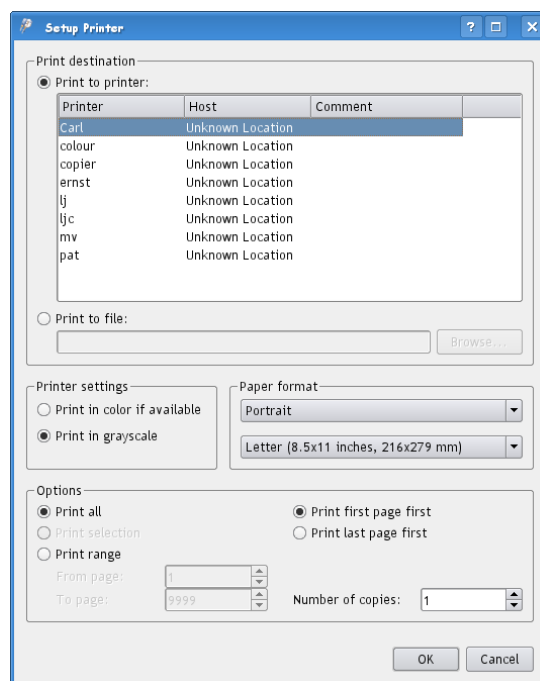 Setup Printer
Print destination
Print to printer:
Printer Host Comment
Carl Unknown Location
colour Unknown Location
copier Unknown Location
ernst Unknown Location
lj Unknown Location
ljc Unknown Location
mv Unknown Location
pat Unknown Location
Print to file:
Browse...
Printer settings
Print in color if available
Print in grayscale
Paper format
Portrait
Letter (8.5x11 inches, 216x279 mm)
Options
Print all
Print selection
Print range
From page: 1
To page: 9999
Print first page first
Print last page first
Number of copies: 1
OK Cancel